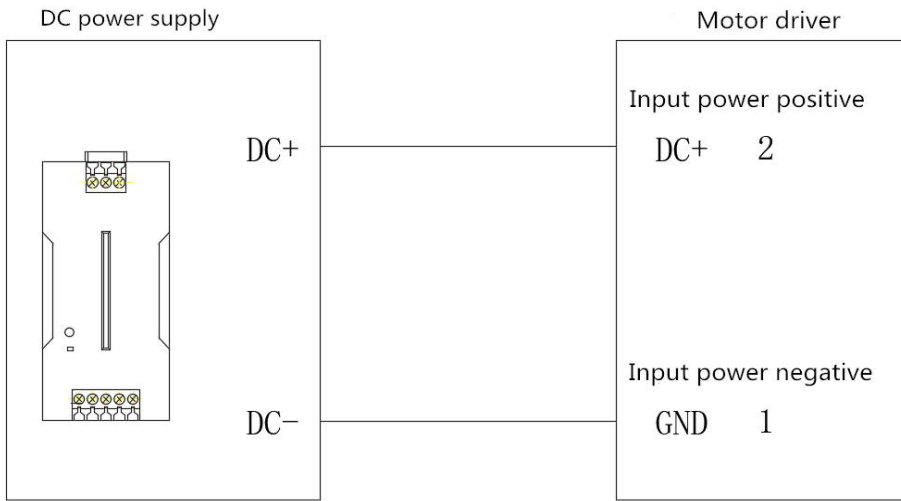 DC power supply
Motor driver
Input power positive
DC+
DC+ 2
Input power negative
DC-
GND 1